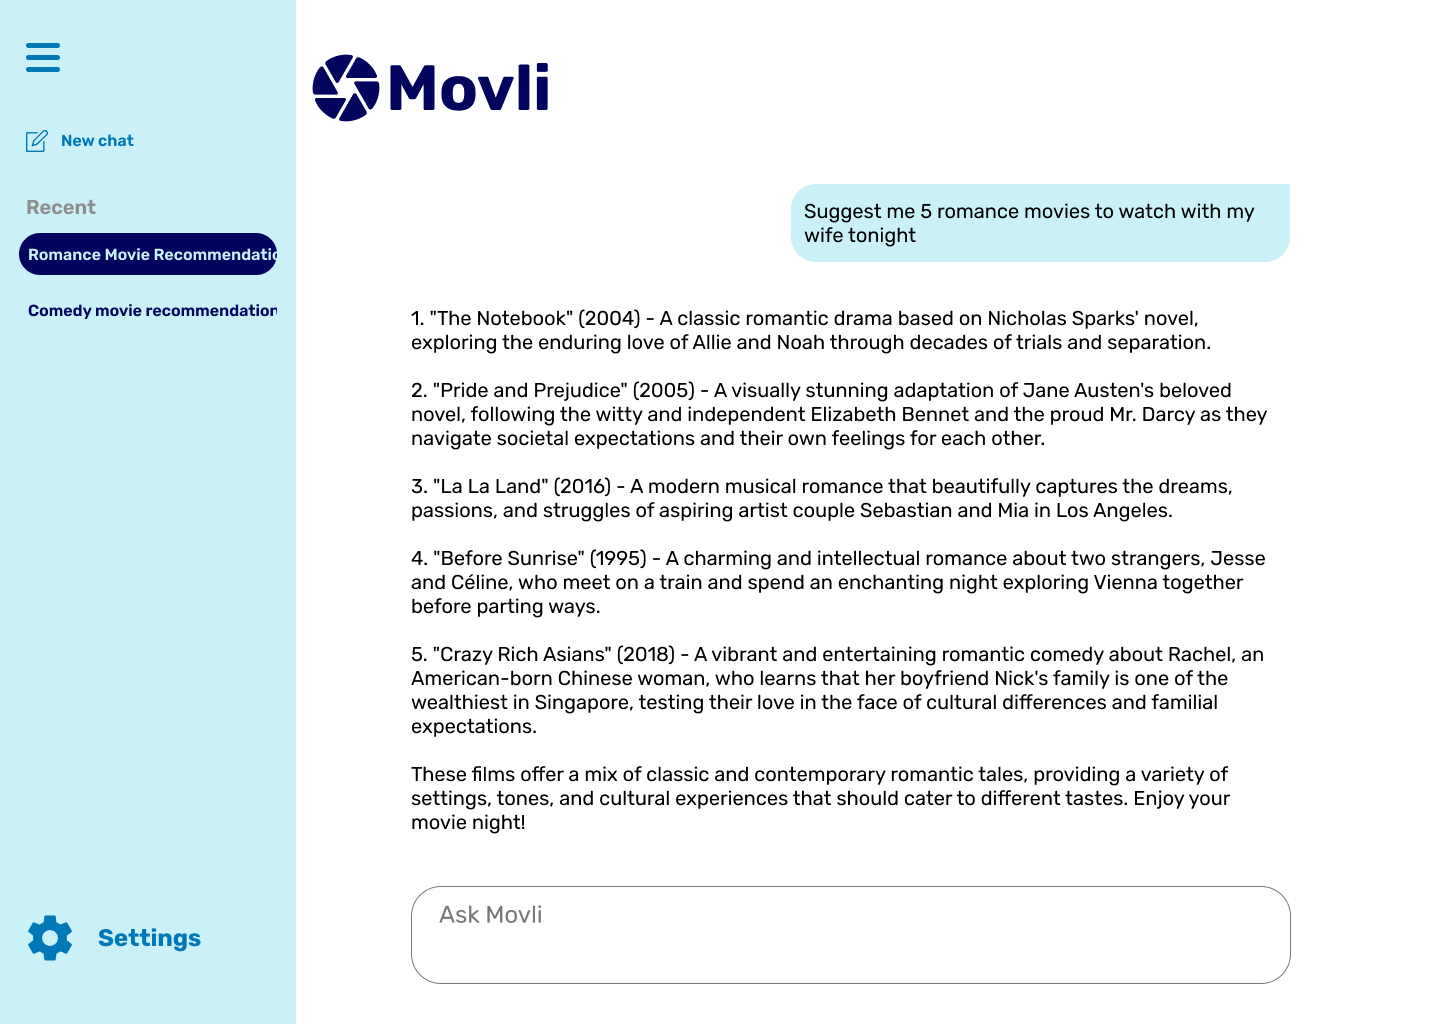 Movli
New chat
Recent
Romance Movie Recommendatio
Comedy movie recommendation
Settings
Suggest me 5 romance movies to watch with my
wife tonight
1. "The Notebook" (2004) - A classic romantic drama based on Nicholas Sparks' novel,
exploring the enduring love of Allie and Noah through decades of trials and separation.
2. "Pride and Prejudice" (2005) - A visually stunning adaptation of Jane Austen's beloved
novel, following the witty and independent Elizabeth Bennet and the proud Mr. Darcy as they
navigate societal expectations and their own feelings for each other.
3. "La La Land" (2016) - A modern musical romance that beautifully captures the dreams,
passions, and struggles of aspiring artist couple Sebastian and Mia in Los Angeles.
4. "Before Sunrise" (1995) - A charming and intellectual romance about two strangers, Jesse
and Céline, who meet on a train and spend an enchanting night exploring Vienna together
before parting ways.
5. "Crazy Rich Asians" (2018) - A vibrant and entertaining romantic comedy about Rachel, an
American-born Chinese woman, who learns that her boyfriend Nick's family is one of the
wealthiest in Singapore, testing their love in the face of cultural differences and familial
expectations.
These films offer a mix of classic and contemporary romantic tales, providing a variety of
settings, tones, and cultural experiences that should cater to different tastes. Enjoy your
movie night!
Ask Movli